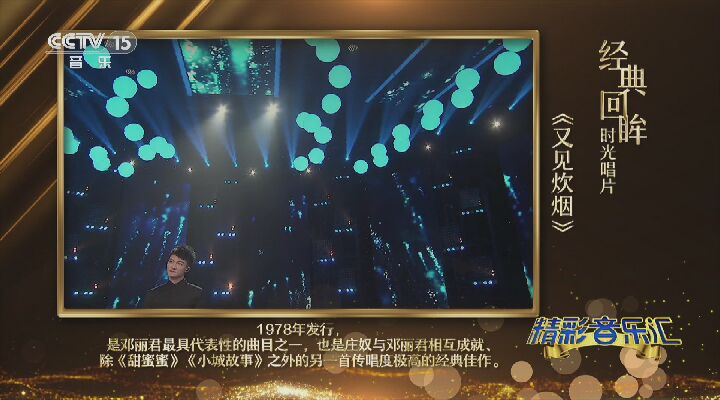 CCTV 15
音乐
经典回眸
时光唱片
《又见炊烟》
1978年发行,
是邓丽君最具代表性的曲目之一,也是庄奴与邓丽君相互成就、
除《甜蜜蜜》《小城故事》之外的另一首传唱度极高的经典佳作。
精彩音乐汇